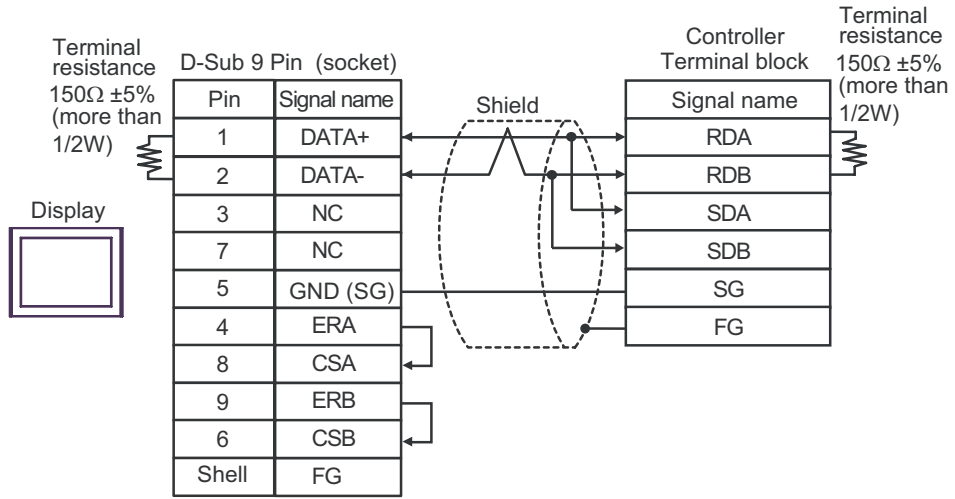 Terminal
resistance
150Ω ±5%
(more than
1/2W)
Display
D-Sub 9 Pin (socket)
Pin Signal name
1 DATA+
2 DATA-
3 NC
7 NC
5 GND (SG)
4 ERA
8 CSA
9 ERB
6 CSB
Shell FG
Shield
Controller
Terminal block
Signal name
RDA
RDB
SDA
SDB
SG
FG
Terminal
resistance
150Ω ±5%
(more than
1/2W)